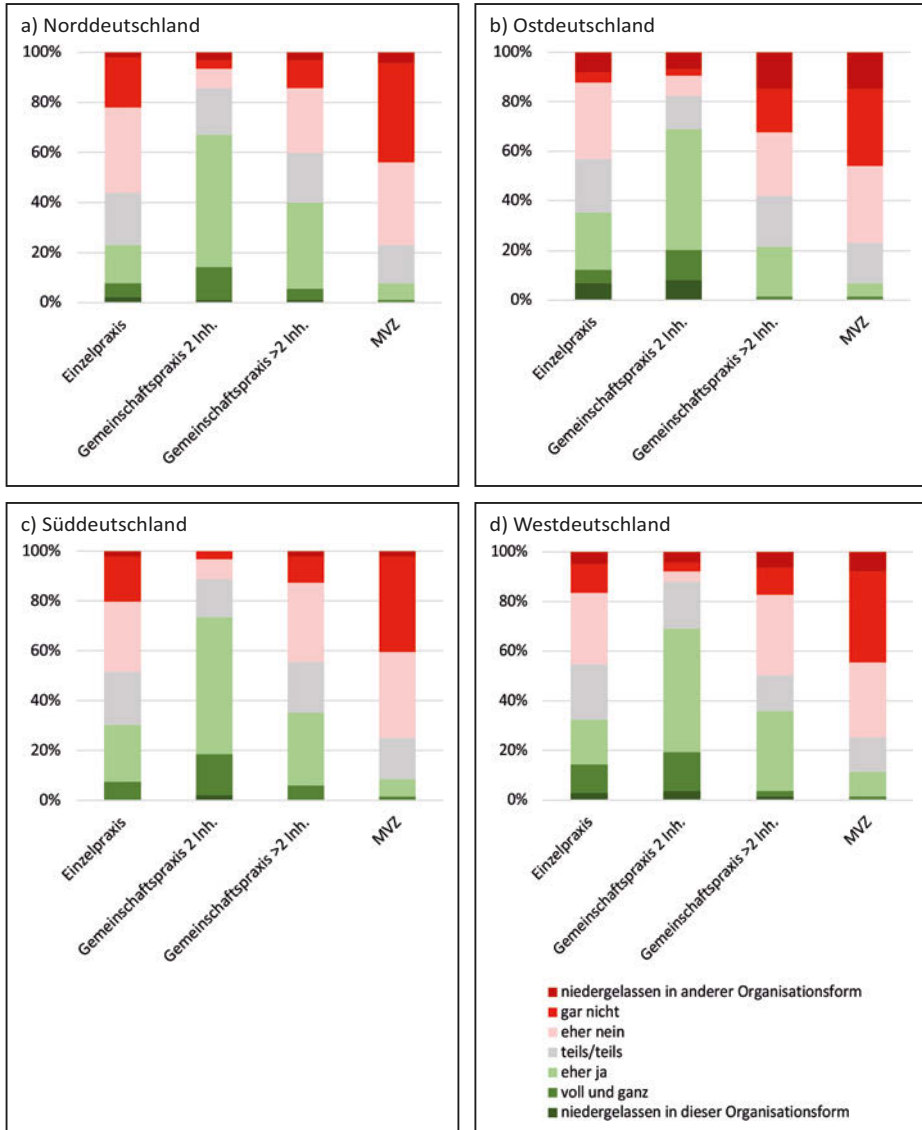 a) Norddeutschland
100%
80%
60%
40%
20%
0%
Einzelpraxis
Gemeinschaftspraxis 2 Inh.
Gemeinschaftspraxis >2 Inh.
MVZ
b) Ostdeutschland
100%
80%
60%
40%
20%
0%
Einzelpraxis
Gemeinschaftspraxis 2 Inh.
Gemeinschaftspraxis >2 Inh.
MVZ
c) Süddeutschland
100%
80%
60%
40%
20%
0%
Einzelpraxis
Gemeinschaftspraxis 2 Inh.
Gemeinschaftspraxis >2 Inh.
MVZ
d) Westdeutschland
100%
80%
60%
40%
20%
0%
Einzelpraxis
Gemeinschaftspraxis 2 Inh.
Gemeinschaftspraxis >2 Inh.
MVZ
niedergelassen in anderer Organisationsform
gar nicht
eher nein
teils/teils
eher ja
voll und ganz
niedergelassen in dieser Organisationsform